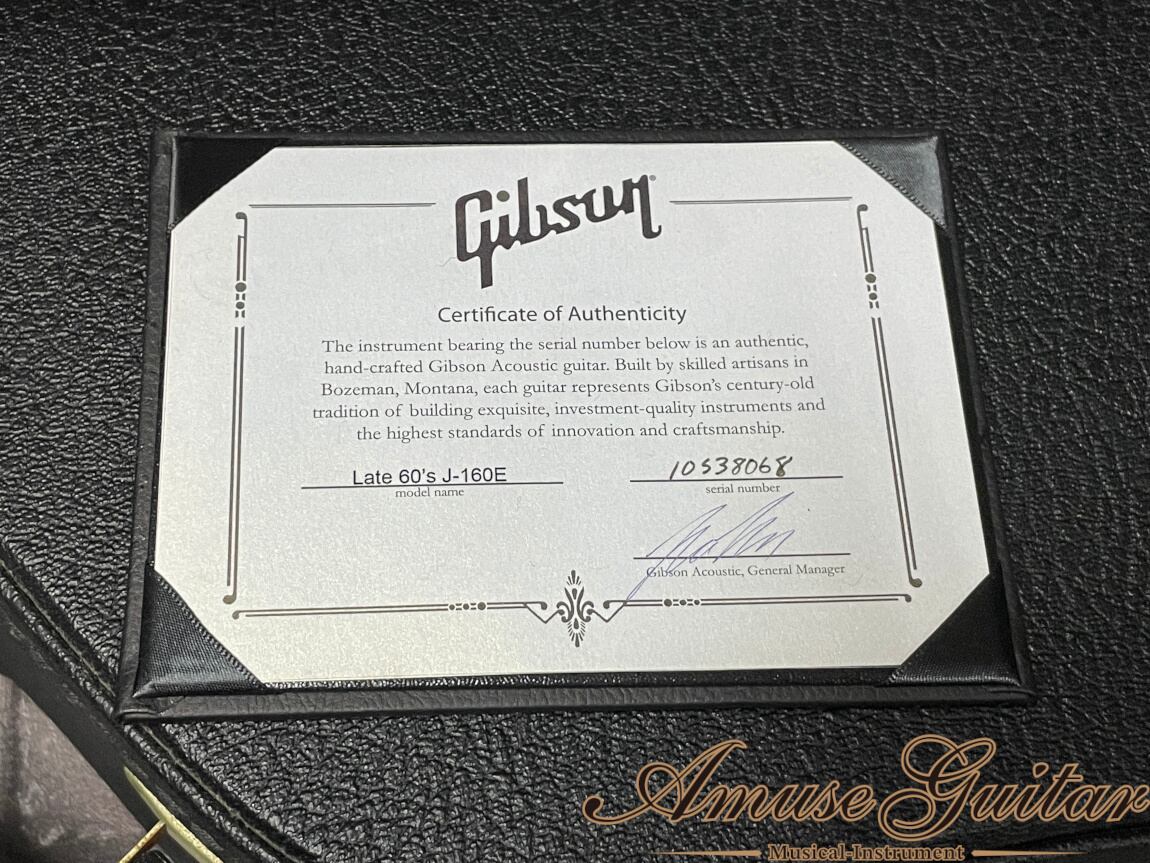 Gibson
Certificate of Authenticity
The instrument bearing the serial number below is an authentic,
hand-crafted Gibson Acoustic guitar. Built by skilled artisans in
Bozeman, Montana, each guitar represents Gibson's century-old
tradition of building exquisite, investment-quality instruments and
the highest standards of innovation and craftsmanship.
Late 60's J-160E
model name
10538068
serial number
Gibson Acoustic, General Manager
Amuse Guitar
Musical-Instrument